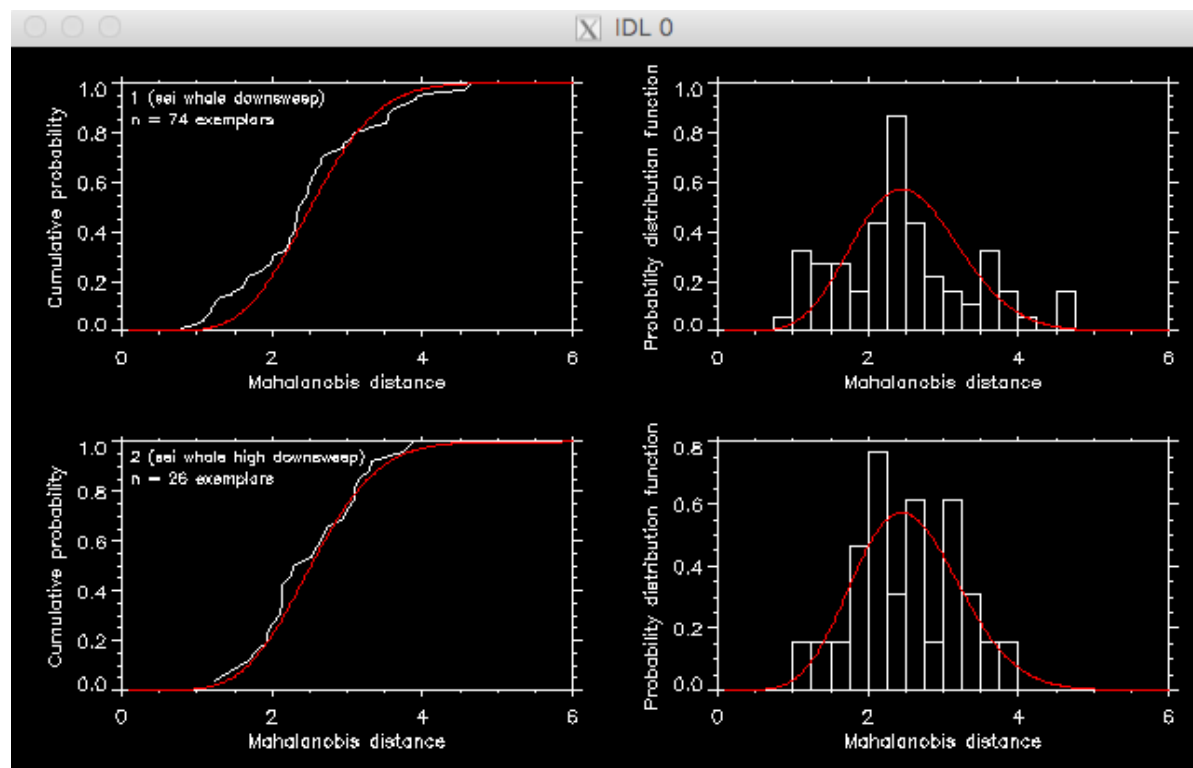 IDL 0
Cumulative probability
1.0
0.8
0.6
0.4
0.2
0.0
1 (sei whale downsweep)
n = 74 exemplars
0 2 4 6
Mahalanobis distance
Probability distribution function
1.0
0.8
0.6
0.4
0.2
0.0
0 2 4 6
Mahalanobis distance
Cumulative probability
1.0
0.8
0.6
0.4
0.2
0.0
2 (sei whale high downsweep)
n = 26 exemplars
0 2 4 6
Mahalanobis distance
Probability distribution function
0.8
0.6
0.4
0.2
0.0
0 2 4 6
Mahalanobis distance